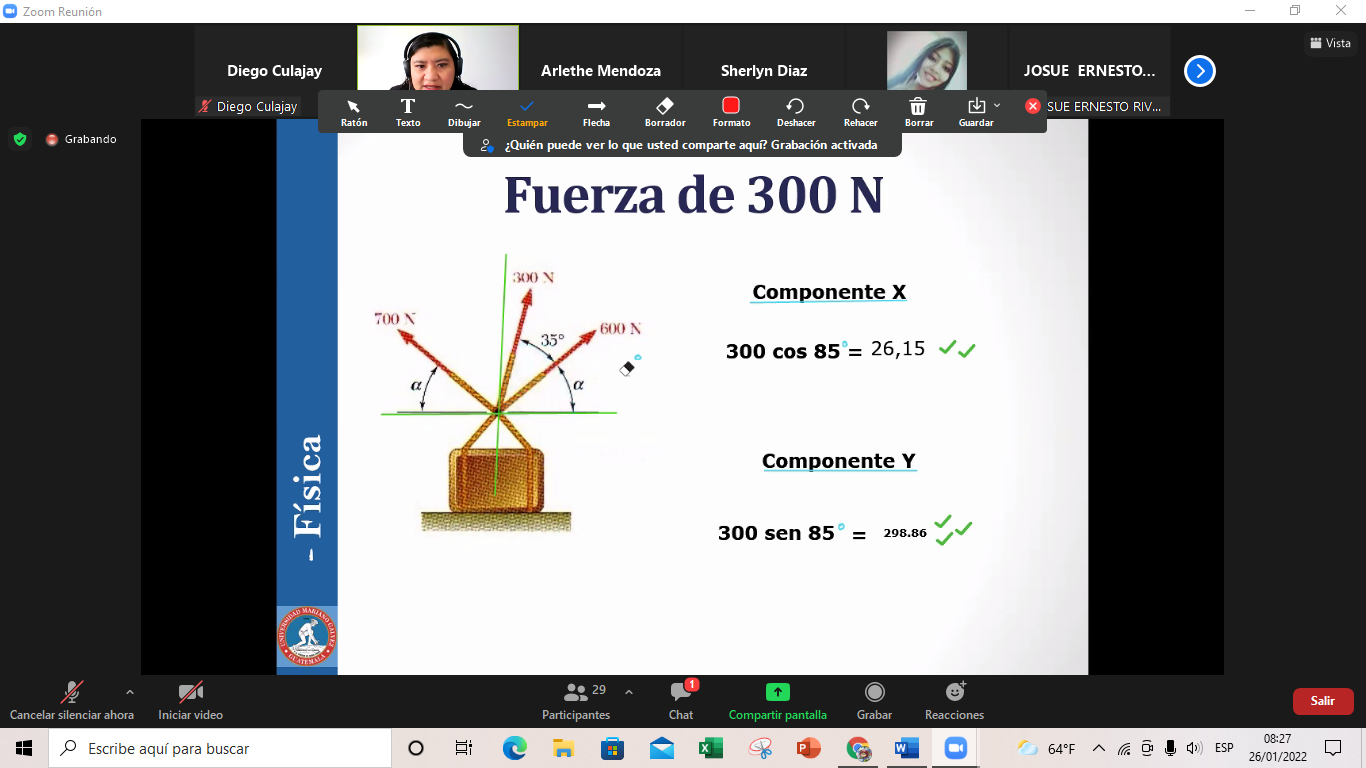 Zoom Reunión
Diego Culajay
Arlethe Mendoza
Sherlyn Diaz
JOSUE ERNESTO...
Vista
Diego Culajay
SUE ERNESTO RIV...
Ratón
Texto
Dibujar
Estampar
Flecha
Borrador
Formato
Deshacer
Rehacer
Borrar
Guardar
Grabando
¿Quién puede ver lo que usted comparte aquí? Grabación activada
Fuerza de 300 N
300 N
700 N
600 N
35°
α
α
Componente X
300 cos 85°= 26,15
Componente Y
300 sen 85° = 298.86
- Física
UNIVERSIDAD MARIANO GALVEZ
GUATEMALA
Cancelar silenciar ahora
Iniciar video
29
Participantes
1
Chat
Compartir pantalla
Grabar
Reacciones
Salir
Escribe aquí para buscar
64°F
ESP
08:27
26/01/2022